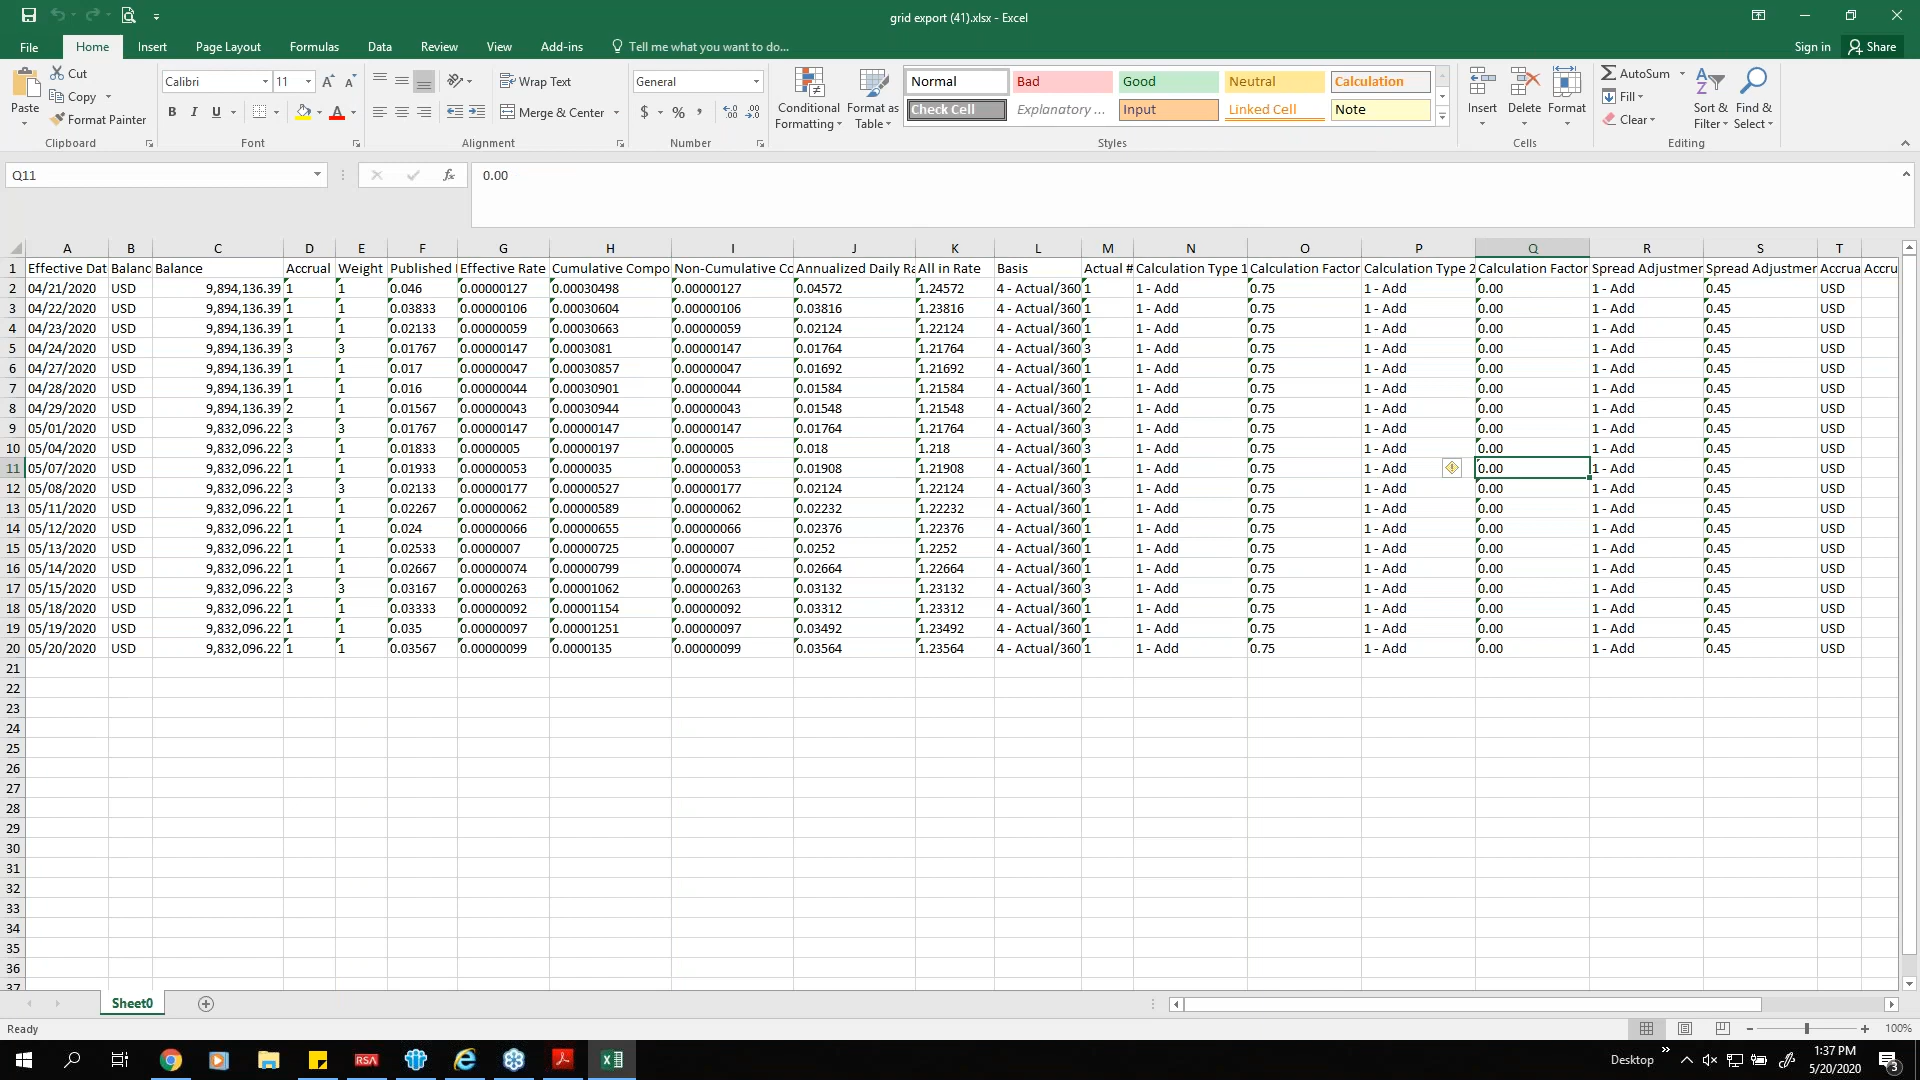 grid export (41).xlsx - Excel
File Home Insert Page Layout Formulas Data Review View Add-ins Tell me what you want to do... Sign in Share
Paste Cut Copy Format Painter Clipboard
Calibri 11 B I U Font
Wrap Text Merge & Center Alignment
General $ % , Number
Conditional Formatting Format as Table
Normal Bad Good Neutral Calculation
Check Cell Explanatory ... Input Linked Cell Note
Styles
Insert Delete Format Cells
AutoSum Fill Clear Sort & Filter Find & Select Editing
Q11 fx 0.00
A B C D E F G H I J K L M N O P Q R S T
1 Effective Dat Balanc Balance Accrual Weight Published Effective Rate Cumulative Compo Non-Cumulative Cc Annualized Daily Ra All in Rate Basis Actual # Calculation Type 1 Calculation Factor Calculation Type 2 Calculation Factor Spread Adjustmer Spread Adjustmer Accrua Accru
2 04/21/2020 USD 9,894,136.39 1 1 0.046 0.00000127 0.00030498 0.00000127 0.04572 1.24572 4 - Actual/360 1 1 - Add 0.75 1 - Add 0.00 1 - Add 0.45 USD
3 04/22/2020 USD 9,894,136.39 1 1 0.03833 0.00000106 0.00030604 0.00000106 0.03816 1.23816 4 - Actual/360 1 1 - Add 0.75 1 - Add 0.00 1 - Add 0.45 USD
4 04/23/2020 USD 9,894,136.39 1 1 0.02133 0.00000059 0.00030663 0.00000059 0.02124 1.22124 4 - Actual/360 1 1 - Add 0.75 1 - Add 0.00 1 - Add 0.45 USD
5 04/24/2020 USD 9,894,136.39 3 3 0.01767 0.00000147 0.0003081 0.00000147 0.01764 1.21764 4 - Actual/360 3 1 - Add 0.75 1 - Add 0.00 1 - Add 0.45 USD
6 04/27/2020 USD 9,894,136.39 1 1 0.017 0.00000047 0.00030857 0.00000047 0.01692 1.21692 4 - Actual/360 1 1 - Add 0.75 1 - Add 0.00 1 - Add 0.45 USD
7 04/28/2020 USD 9,894,136.39 1 1 0.016 0.00000044 0.00030901 0.00000044 0.01584 1.21584 4 - Actual/360 1 1 - Add 0.75 1 - Add 0.00 1 - Add 0.45 USD
8 04/29/2020 USD 9,894,136.39 2 1 0.01567 0.00000043 0.00030944 0.00000043 0.01548 1.21548 4 - Actual/360 2 1 - Add 0.75 1 - Add 0.00 1 - Add 0.45 USD
9 05/01/2020 USD 9,832,096.22 3 3 0.01767 0.00000147 0.00000147 0.00000147 0.01764 1.21764 4 - Actual/360 3 1 - Add 0.75 1 - Add 0.00 1 - Add 0.45 USD
10 05/04/2020 USD 9,832,096.22 3 1 0.01833 0.0000005 0.00000197 0.0000005 0.018 1.218 4 - Actual/360 3 1 - Add 0.75 1 - Add 0.00 1 - Add 0.45 USD
11 05/07/2020 USD 9,832,096.22 1 1 0.01933 0.00000053 0.0000035 0.00000053 0.01908 1.21908 4 - Actual/360 1 1 - Add 0.75 1 - Add 0.00 1 - Add 0.45 USD
12 05/08/2020 USD 9,832,096.22 3 3 0.02133 0.00000177 0.00000527 0.00000177 0.02124 1.22124 4 - Actual/360 3 1 - Add 0.75 1 - Add 0.00 1 - Add 0.45 USD
13 05/11/2020 USD 9,832,096.22 1 1 0.02267 0.00000062 0.00000589 0.00000062 0.02232 1.22232 4 - Actual/360 1 1 - Add 0.75 1 - Add 0.00 1 - Add 0.45 USD
14 05/12/2020 USD 9,832,096.22 1 1 0.024 0.00000066 0.00000655 0.00000066 0.02376 1.22376 4 - Actual/360 1 1 - Add 0.75 1 - Add 0.00 1 - Add 0.45 USD
15 05/13/2020 USD 9,832,096.22 1 1 0.02533 0.0000007 0.00000725 0.0000007 0.0252 1.2252 4 - Actual/360 1 1 - Add 0.75 1 - Add 0.00 1 - Add 0.45 USD
16 05/14/2020 USD 9,832,096.22 1 1 0.02667 0.00000074 0.00000799 0.00000074 0.02664 1.22664 4 - Actual/360 1 1 - Add 0.75 1 - Add 0.00 1 - Add 0.45 USD
17 05/15/2020 USD 9,832,096.22 3 3 0.03167 0.00000263 0.00001062 0.00000263 0.03132 1.23132 4 - Actual/360 3 1 - Add 0.75 1 - Add 0.00 1 - Add 0.45 USD
18 05/18/2020 USD 9,832,096.22 1 1 0.03333 0.00000092 0.00001154 0.00000092 0.03312 1.23312 4 - Actual/360 1 1 - Add 0.75 1 - Add 0.00 1 - Add 0.45 USD
19 05/19/2020 USD 9,832,096.22 1 1 0.035 0.00000097 0.00001251 0.00000097 0.03492 1.23492 4 - Actual/360 1 1 - Add 0.75 1 - Add 0.00 1 - Add 0.45 USD
20 05/20/2020 USD 9,832,096.22 1 1 0.03567 0.00000099 0.0000135 0.00000099 0.03564 1.23564 4 - Actual/360 1 1 - Add 0.75 1 - Add 0.00 1 - Add 0.45 USD
21
22
23
24
25
26
27
28
29
30
31
32
33
34
35
36
37
Sheet0
Ready 100%
RSA Desktop 1:37 PM
5/20/2020 3